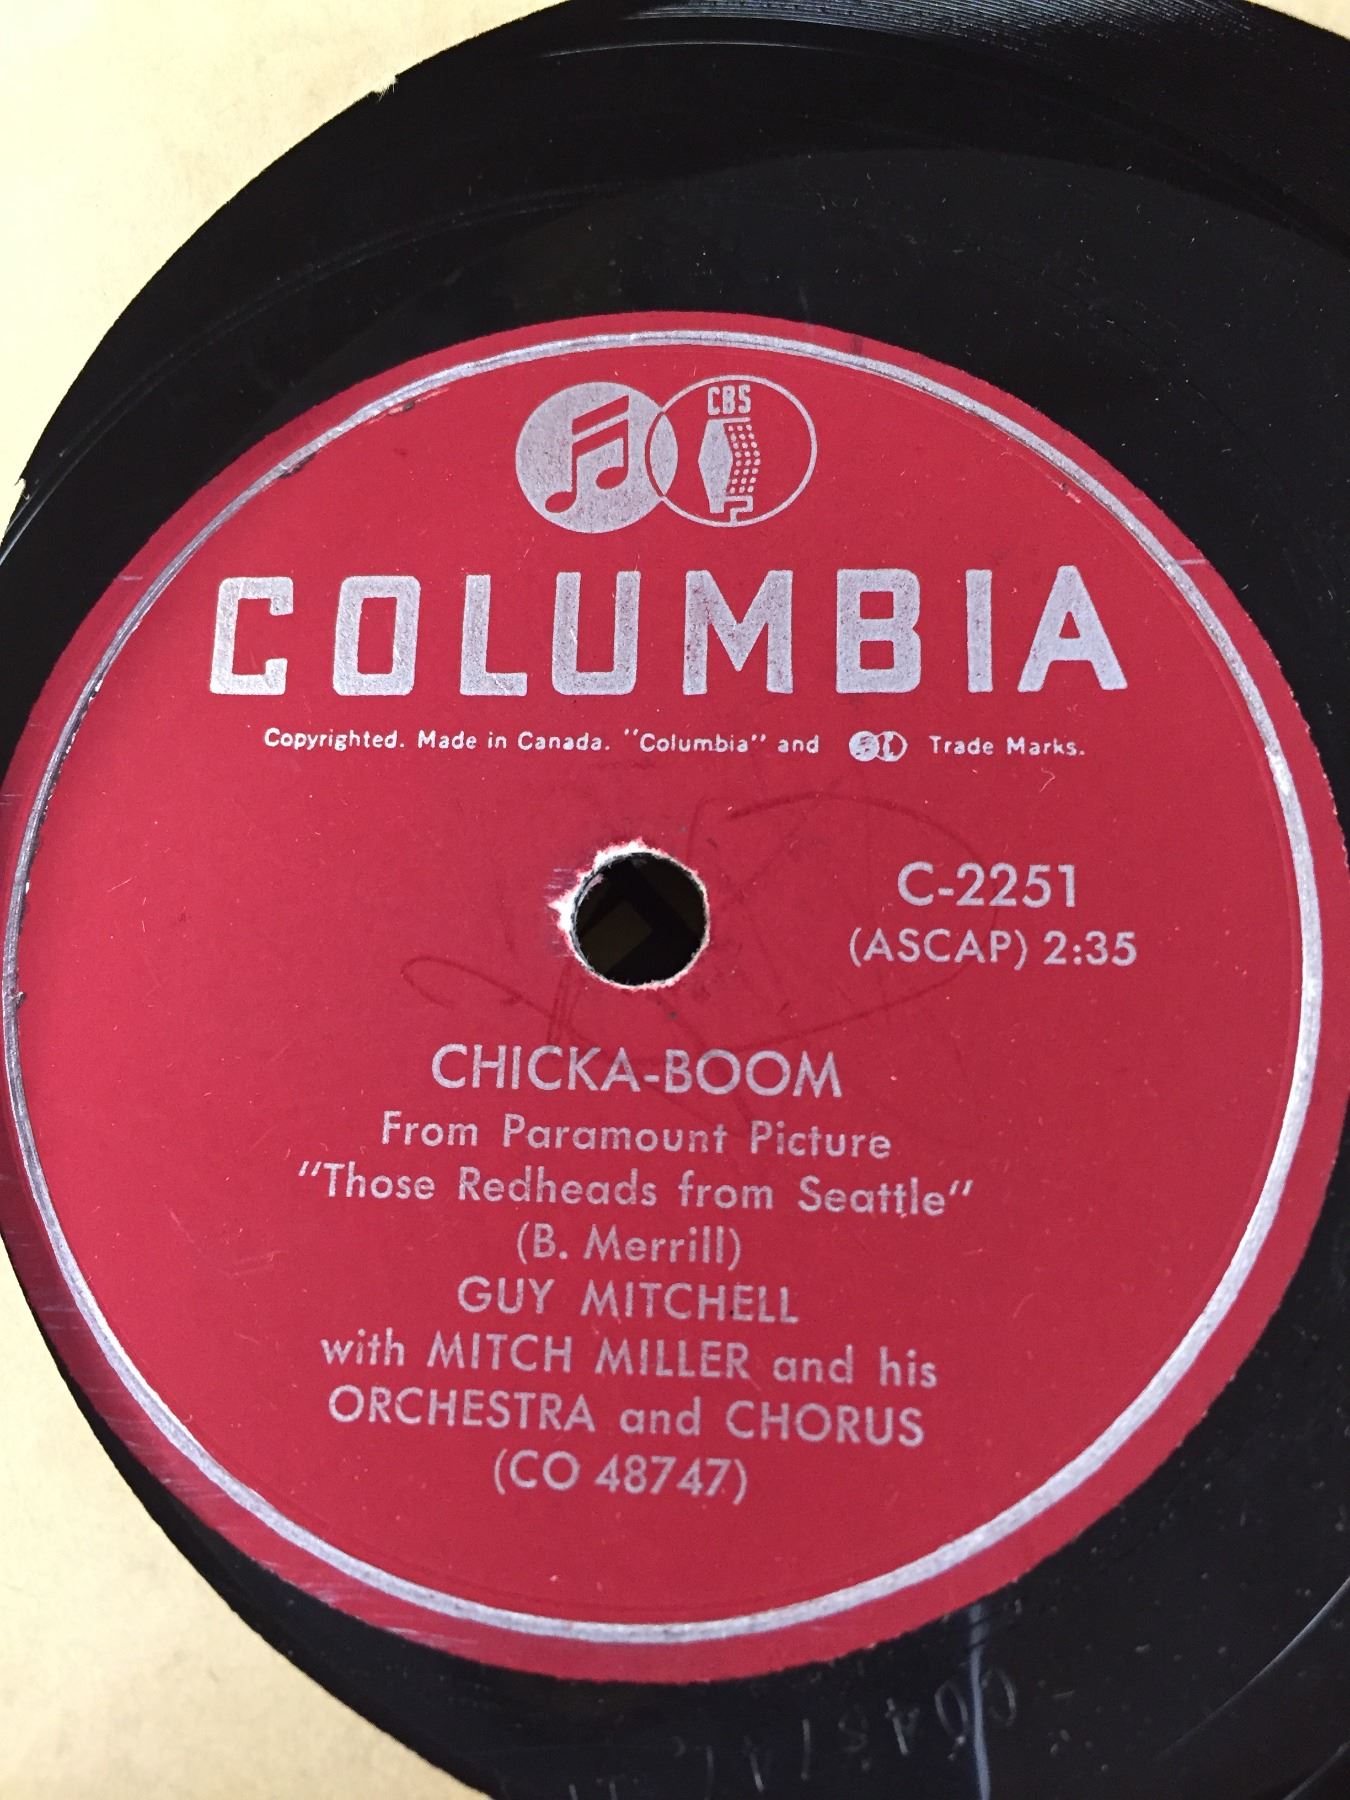 CBS
COLUMBIA
Copyrighted. Made in Canada. "Columbia" and Trade Marks.
C-2251
(ASCAP) 2:35
CHICKA-BOOM
From Paramount Picture
"Those Redheads from Seattle"
(B. Merrill)
GUY MITCHELL
with MITCH MILLER and his
ORCHESTRA and CHORUS
(CO 48747)